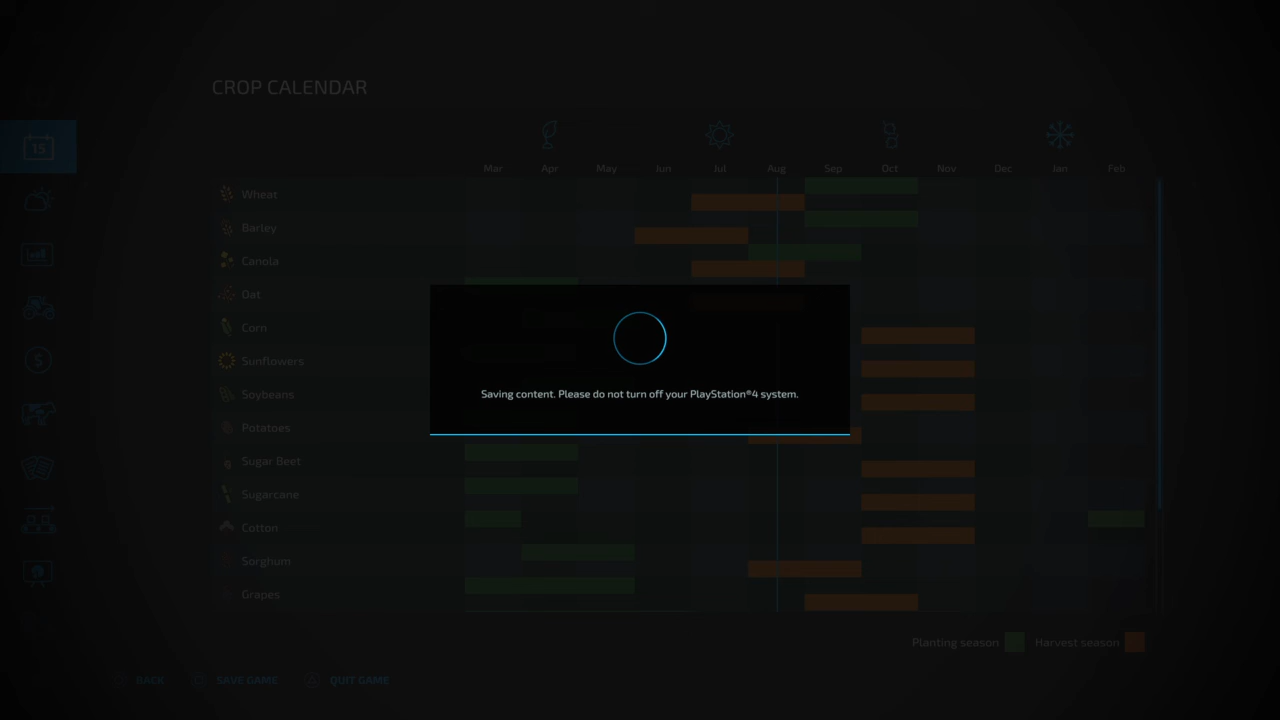 CROP CALENDAR
15
Mar Apr May Jun Jul Aug Sep Oct Nov Dec Jan Feb
Wheat
Barley
Canola
Oat
Corn
Sunflowers
Soybeans
Potatoes
Sugar Beet
Sugarcane
Cotton
Sorghum
Grapes
Saving content. Please do not turn off your PlayStation®4 system.
Planting season Harvest season
BACK SAVE GAME QUIT GAME